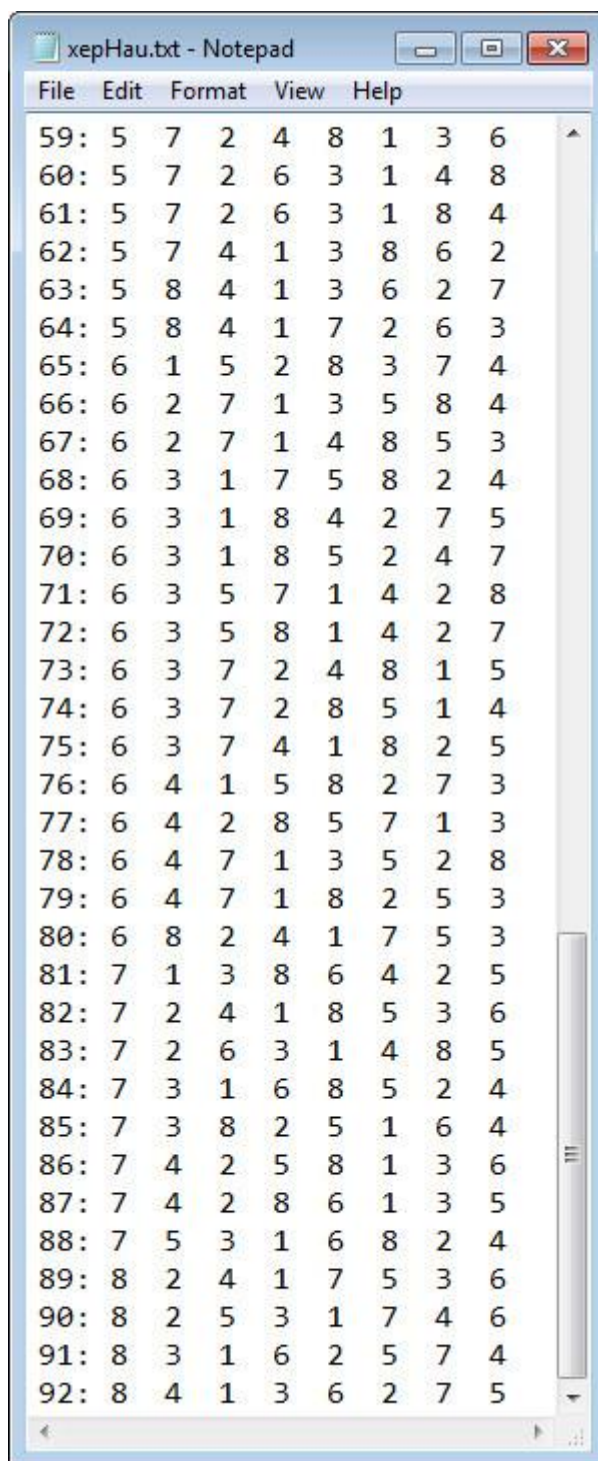 xepHau.txt - Notepad
File Edit Format View Help
59: 5 7 2 4 8 1 3 6
60: 5 7 2 6 3 1 4 8
61: 5 7 2 6 3 1 8 4
62: 5 7 4 1 3 8 6 2
63: 5 8 4 1 3 6 2 7
64: 5 8 4 1 7 2 6 3
65: 6 1 5 2 8 3 7 4
66: 6 2 7 1 3 5 8 4
67: 6 2 7 1 4 8 5 3
68: 6 3 1 7 5 8 2 4
69: 6 3 1 8 4 2 7 5
70: 6 3 1 8 5 2 4 7
71: 6 3 5 7 1 4 2 8
72: 6 3 5 8 1 4 2 7
73: 6 3 7 2 4 8 1 5
74: 6 3 7 2 8 5 1 4
75: 6 3 7 4 1 8 2 5
76: 6 4 1 5 8 2 7 3
77: 6 4 2 8 5 7 1 3
78: 6 4 7 1 3 5 2 8
79: 6 4 7 1 8 2 5 3
80: 6 8 2 4 1 7 5 3
81: 7 1 3 8 6 4 2 5
82: 7 2 4 1 8 5 3 6
83: 7 2 6 3 1 4 8 5
84: 7 3 1 6 8 5 2 4
85: 7 3 8 2 5 1 6 4
86: 7 4 2 5 8 1 3 6
87: 7 4 2 8 6 1 3 5
88: 7 5 3 1 6 8 2 4
89: 8 2 4 1 7 5 3 6
90: 8 2 5 3 1 7 4 6
91: 8 3 1 6 2 5 7 4
92: 8 4 1 3 6 2 7 5